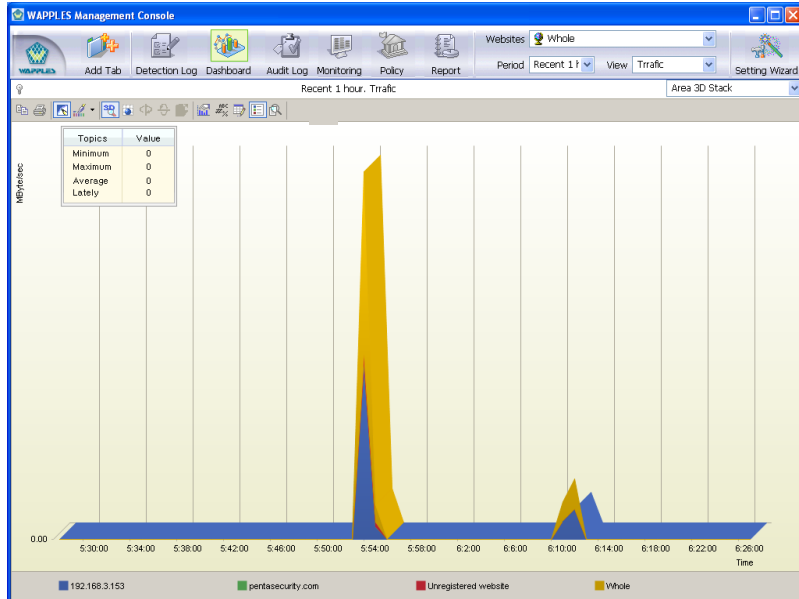 WAPPLES Management Console
WAPPLES
Add Tab
Detection Log
Dashboard
Audit Log
Monitoring
Policy
Report
Websites
Whole
Period
Recent 1 h
View
Trrafic
Setting Wizard
Recent 1 hour. Trrafic
Area 3D Stack
3D
Topics Value
Minimum 0
Maximum 0
Average 0
Lately 0
MByte/sec
0.00
5:30:00 5:34:00 5:38:00 5:42:00 5:46:00 5:50:00 5:54:00 5:58:00 6:2:00 6:6:00 6:10:00 6:14:00 6:18:00 6:22:00 6:26:00
Time
192.168.3.153 pentasecurity.com Unregistered website Whole